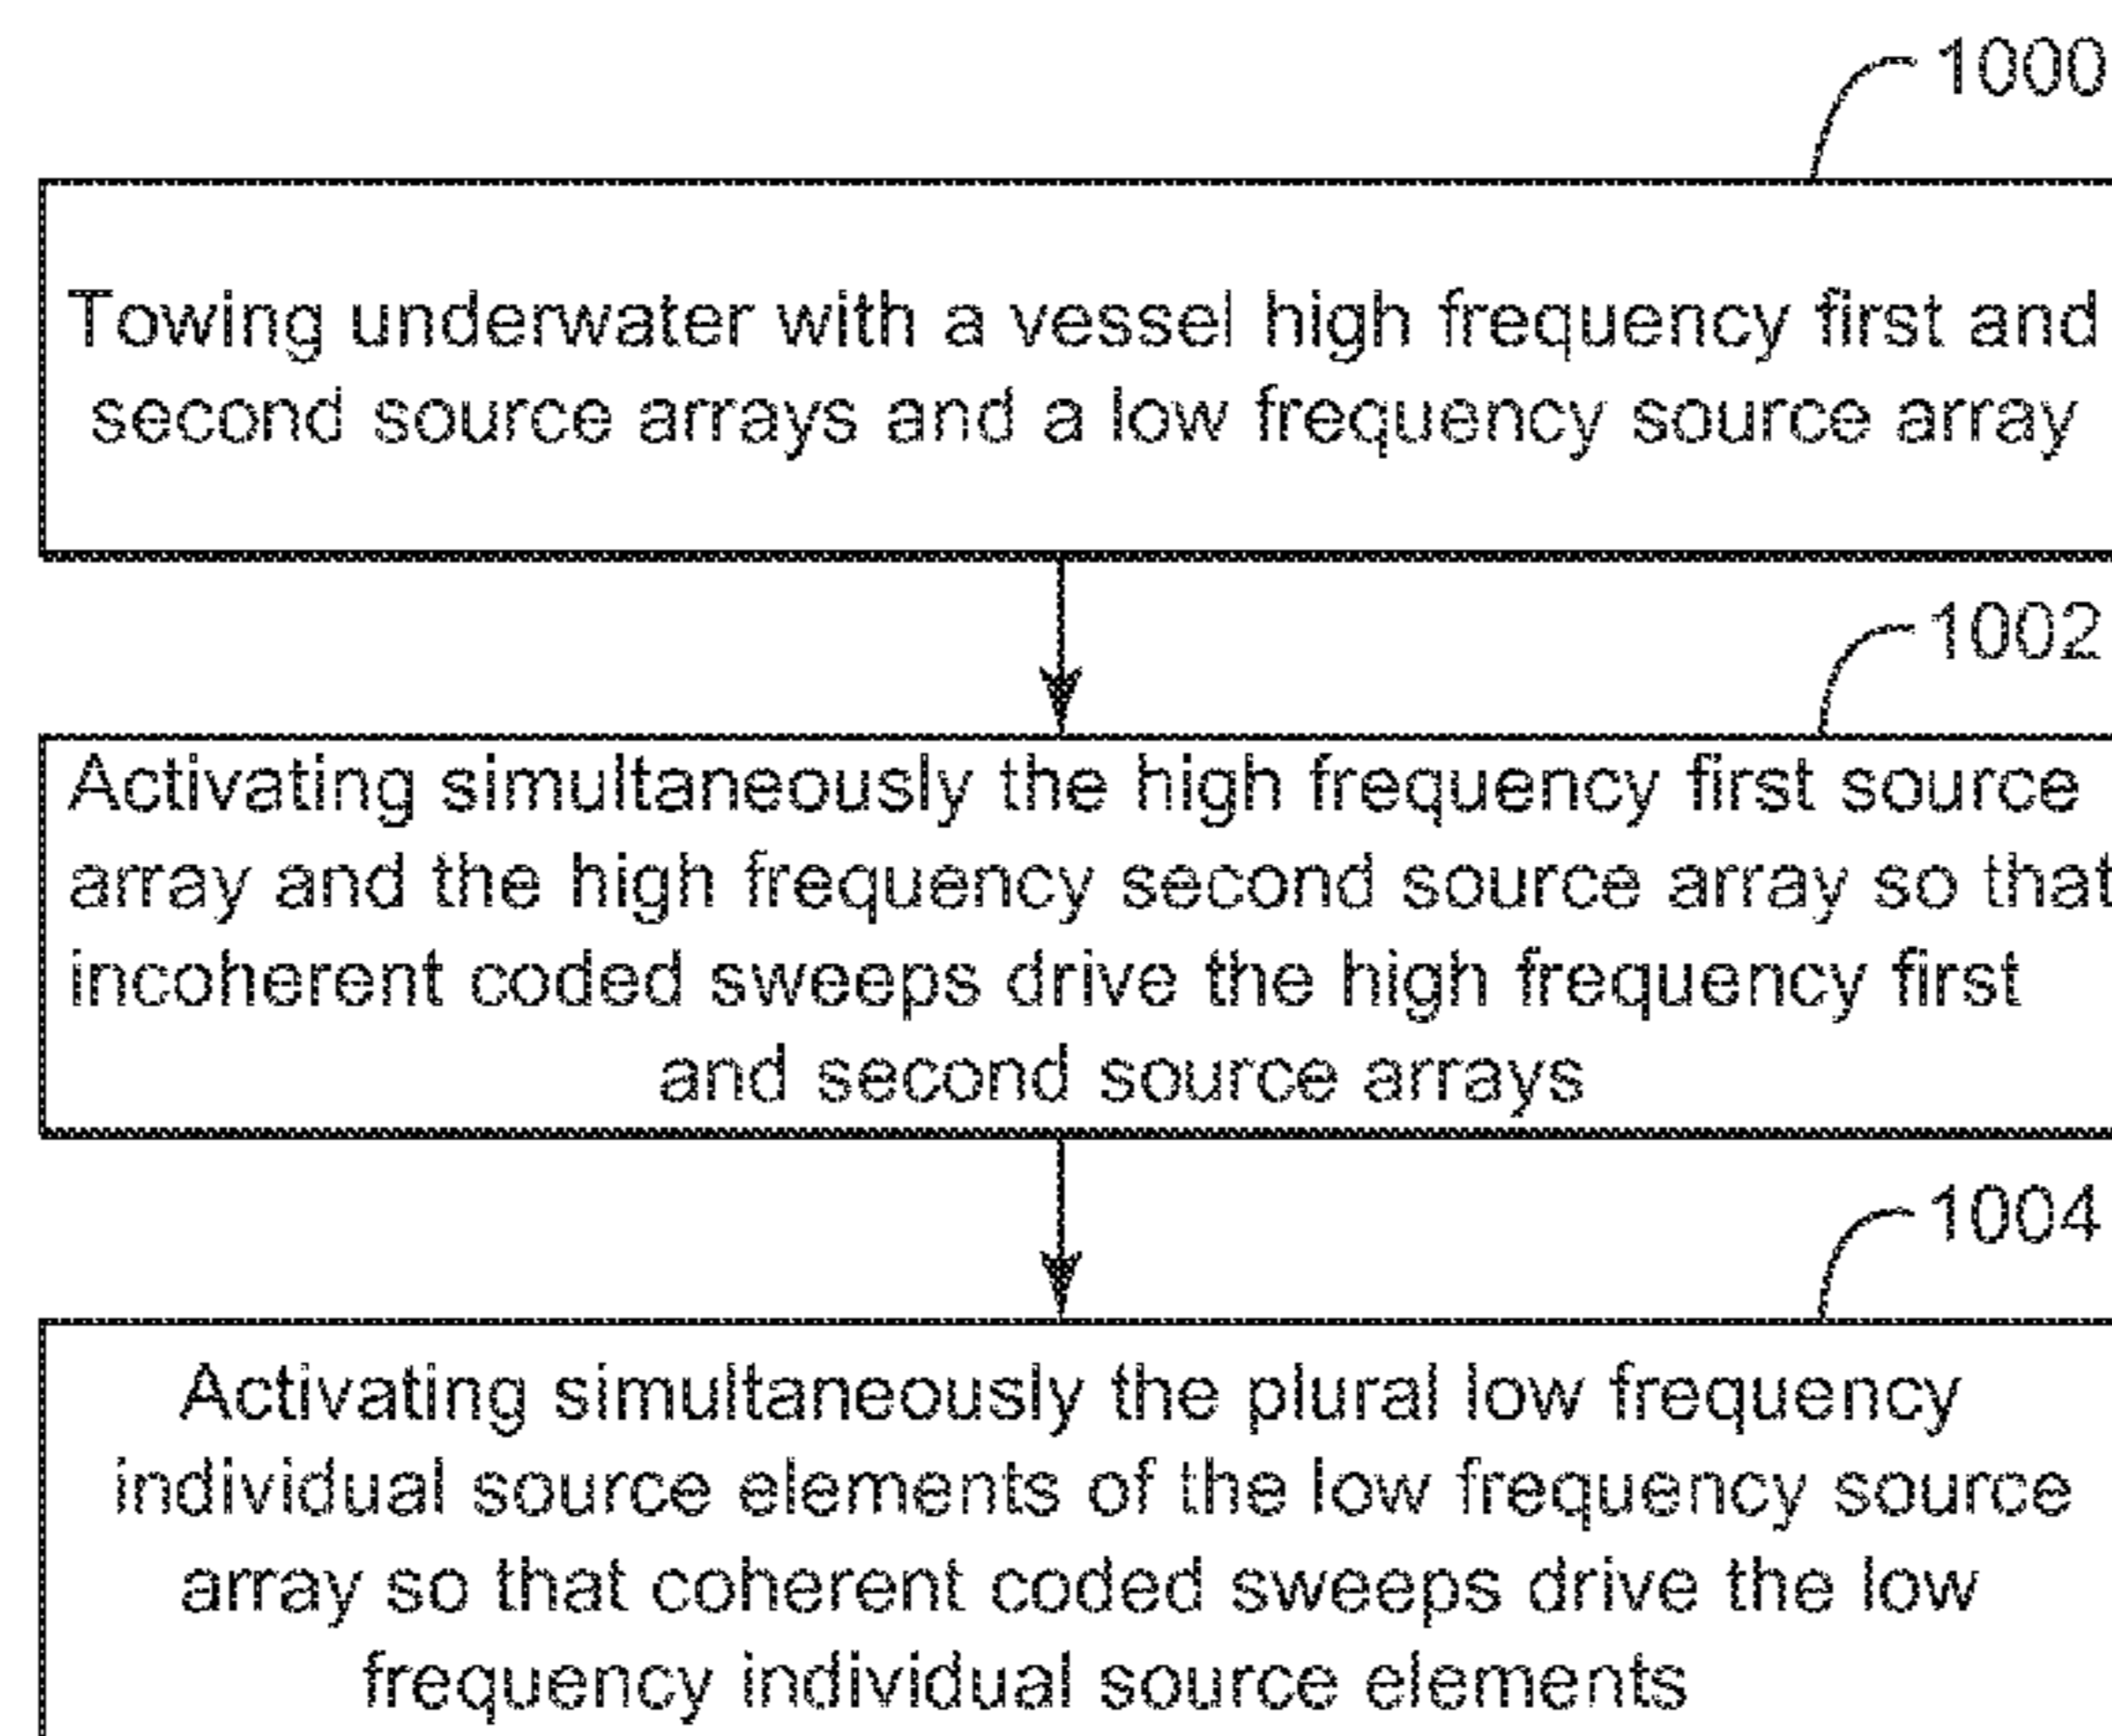 1000
Towing underwater with a vessel high frequency first and
second source arrays and a low frequency source array
1002
Activating simultaneously the high frequency first source
array and the high frequency second source array so that
incoherent coded sweeps drive the high frequency first
and second source arrays
1004
Activating simultaneously the plural low frequency
individual source elements of the low frequency source
array so that coherent coded sweeps drive the low
frequency individual source elements